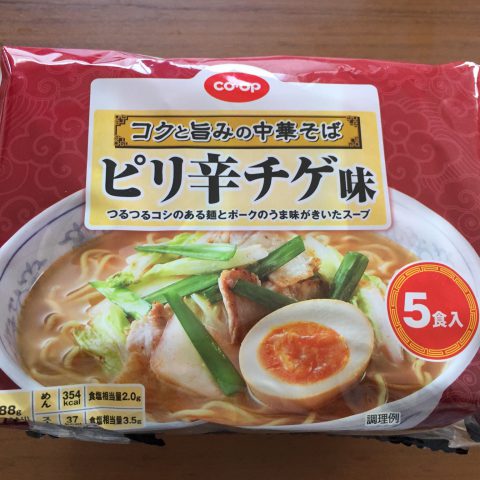 CO・OP
コクと旨みの中華そば
ピリ辛チゲ味
つるつるコシのある麺とポークのうま味がきいたスープ
5食入
調理例
88g
めん 354kcal 食塩相当量2.0g
37 食塩相当量3.5g